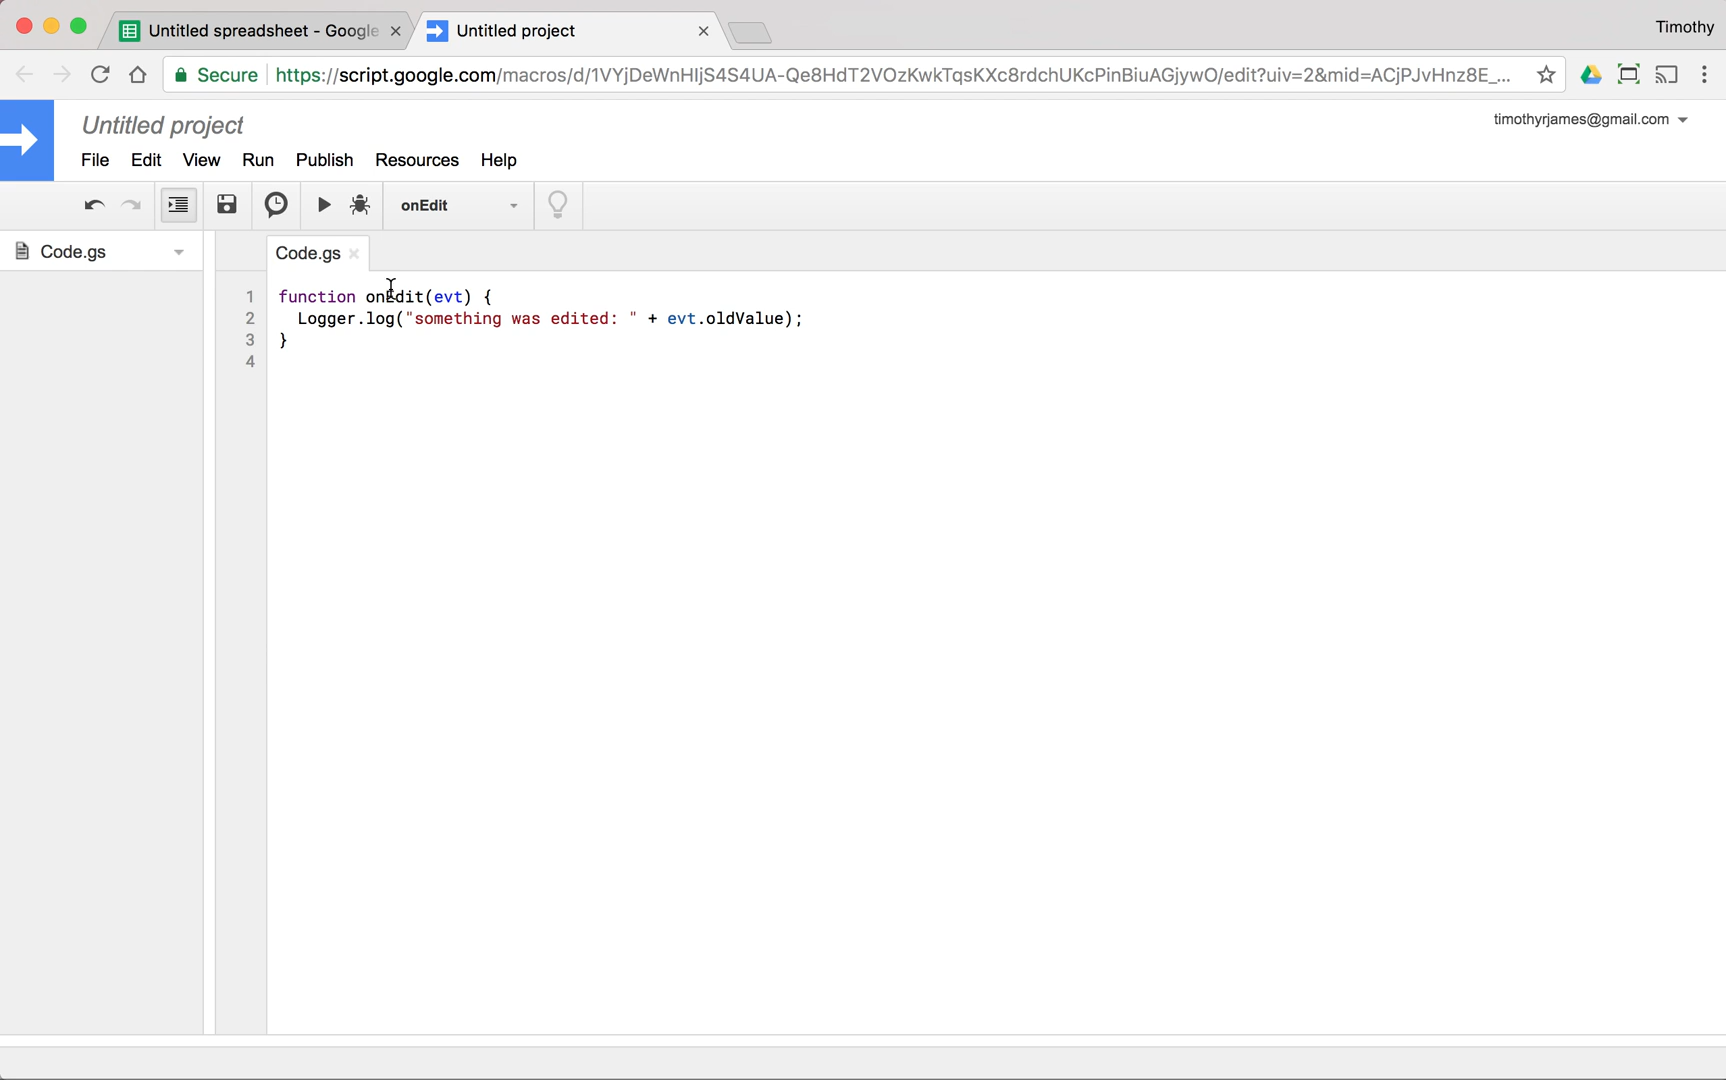 Untitled spreadsheet - Google
Untitled project
Timothy
Secure https://script.google.com/macros/d/1VYjDeWnHIjS4S4UA-Qe8HdT2VOzKwkTqsKXc8rdchUKcPinBiuAGjywO/edit?uiv=2&mid=ACjPJvHnz8E_...
Untitled project
timothyrjames@gmail.com
File Edit View Run Publish Resources Help
onEdit
Code.gs
Code.gs
1 function onEdit(evt) {
2 Logger.log("something was edited: " + evt.oldValue);
3 }
4